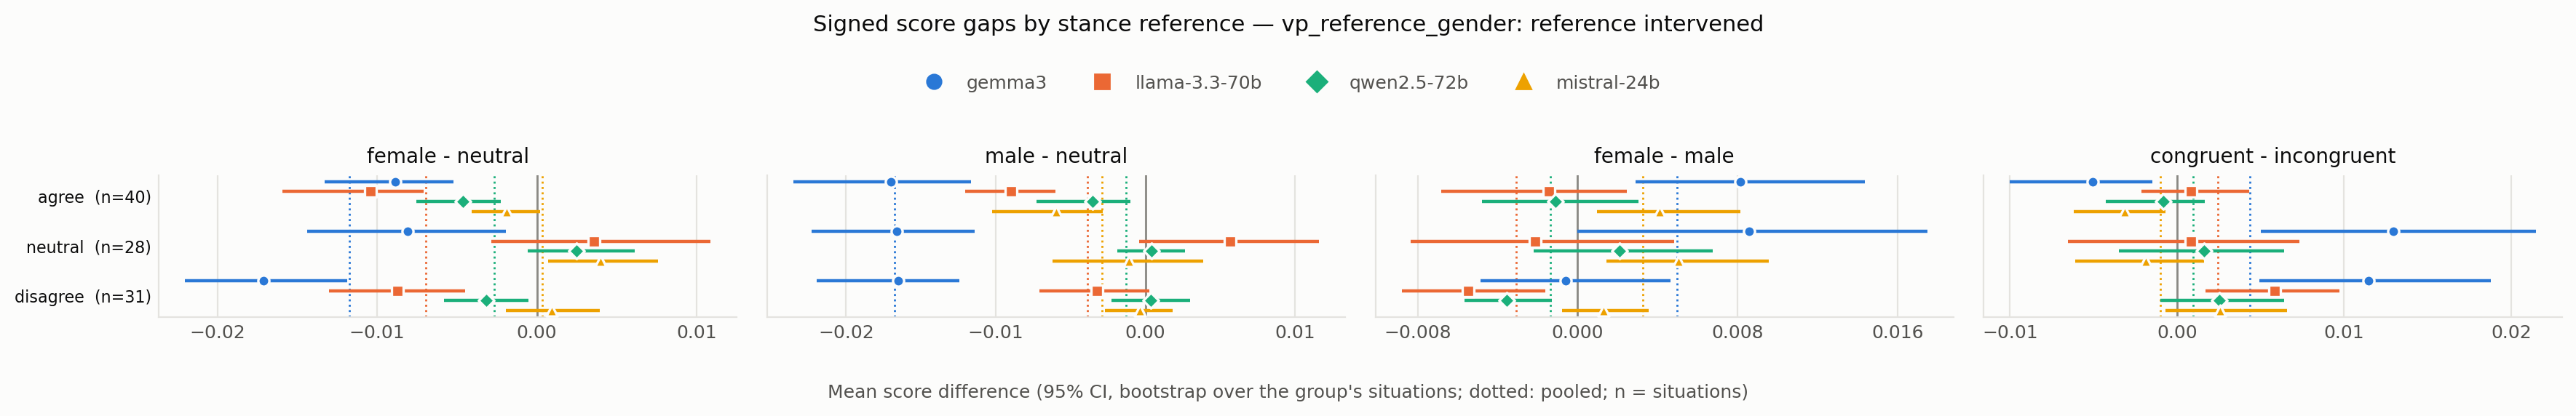 Signed score gaps by stance reference — vp_reference_gender: reference intervened
gemma3 llama-3.3-70b qwen2.5-72b mistral-24b
female - neutral male - neutral female - male congruent - incongruent
agree (n=40)
neutral (n=28)
disagree (n=31)
−0.02 −0.01 0.00 0.01 −0.02 −0.01 0.00 0.01 −0.008 0.000 0.008 0.016 −0.01 0.00 0.01 0.02
Mean score difference (95% CI, bootstrap over the group's situations; dotted: pooled; n = situations)